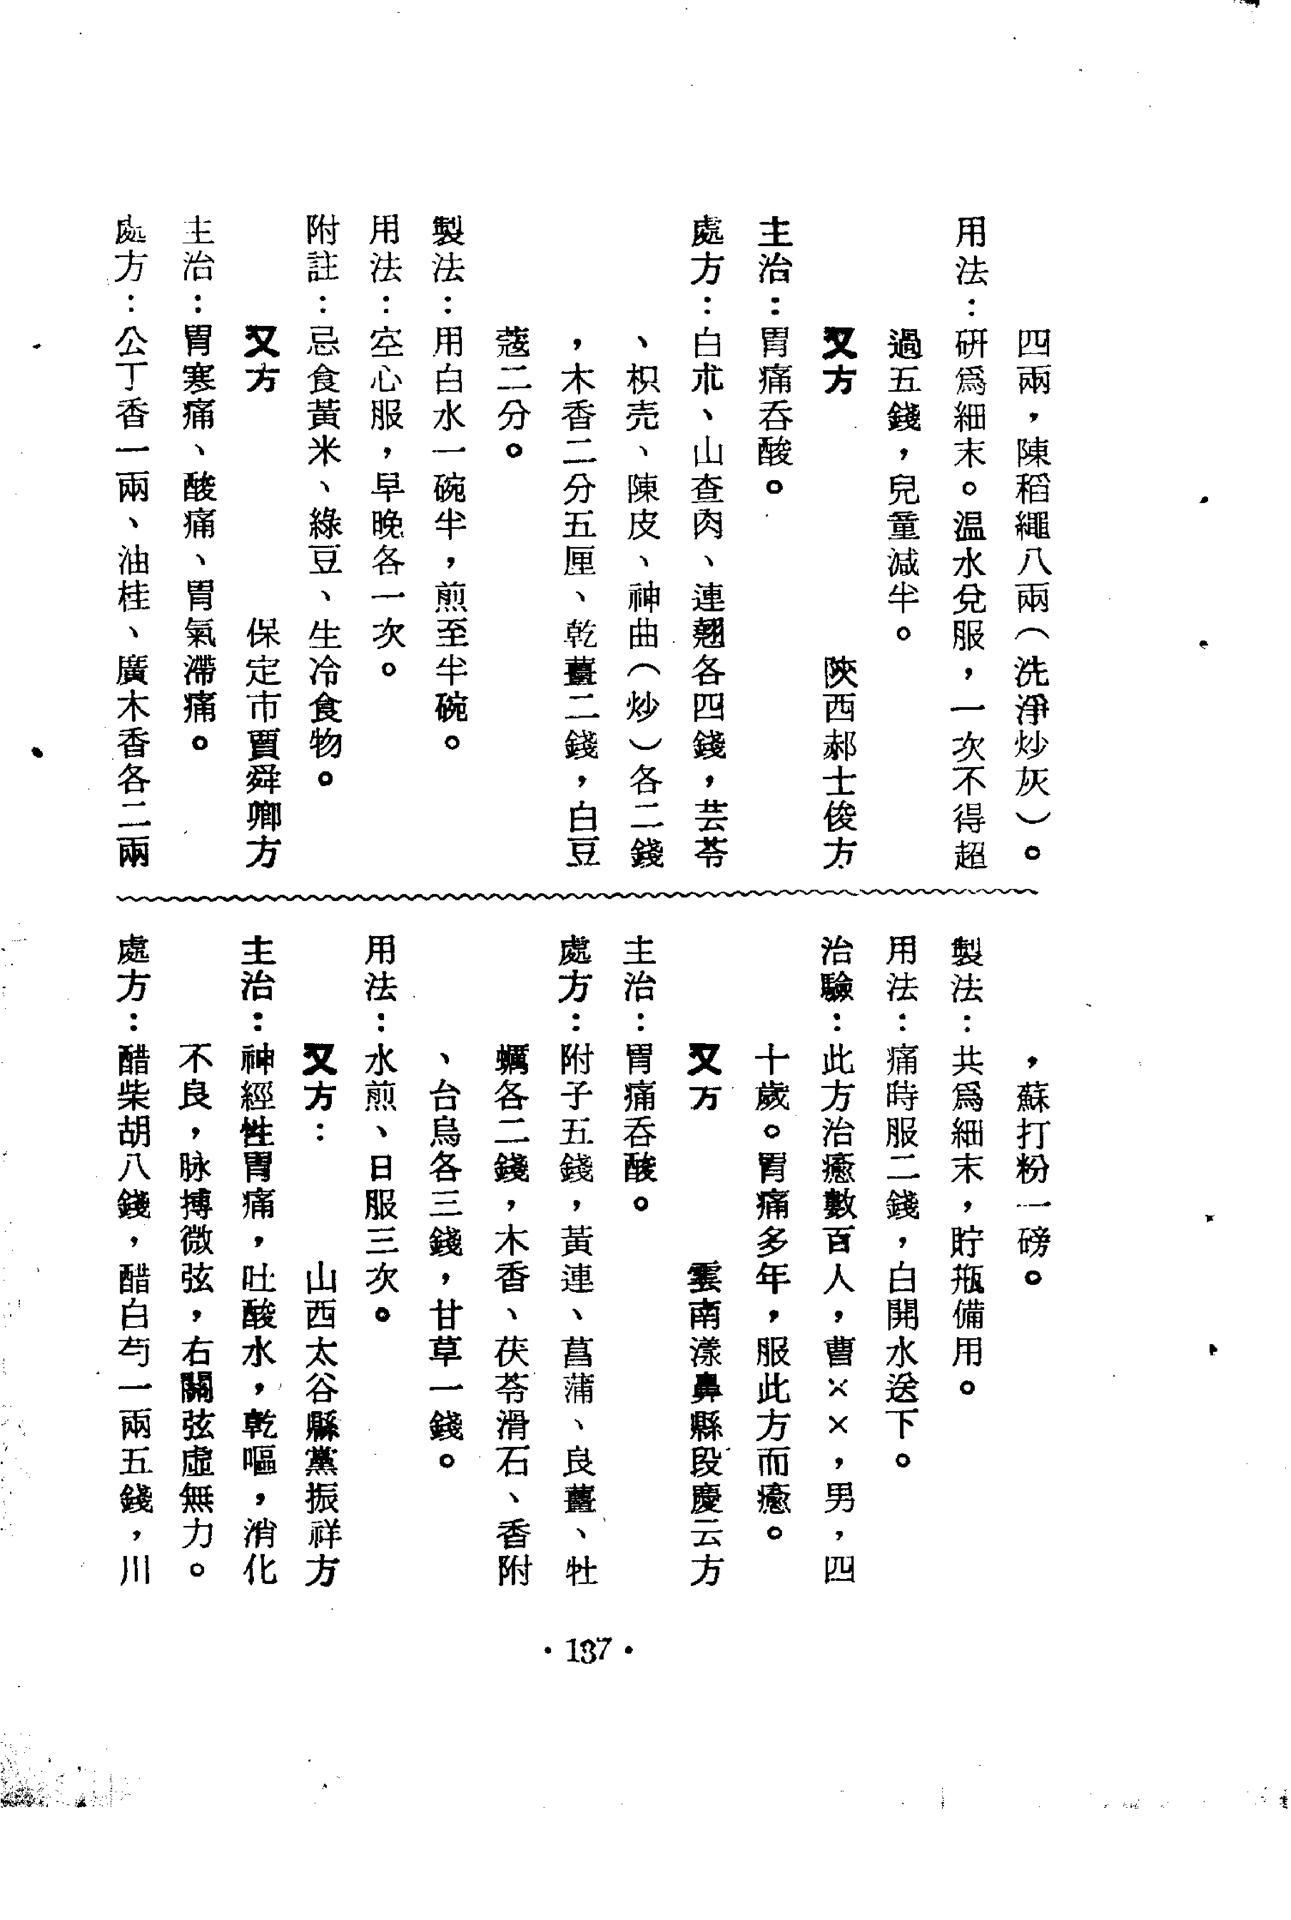 四兩，陳稻繩八兩（洗淨炒灰）。
用法：研爲細末。温水兌服，一次不得超
過五錢，兒童減半。
又方 陝西郝士俊方
主治：胃痛吞酸。
處方：白朮、山查肉、連翹各四錢，芸苓
、枳壳、陳皮、神曲（炒）各二錢
，木香二分五厘、乾薑二錢，白豆
蔻二分。
製法：用白水一碗半，煎至半碗。
用法：空心服，早晚各一次。
附註：忌食黃米、綠豆、生冷食物。
又方 保定市賈舜卿方
主治：胃寒痛、酸痛、胃氣滯痛。
處方：公丁香一兩、油桂、廣木香各二兩
，蘇打粉一磅。
製法：共爲細末，貯瓶備用。
用法：痛時服二錢，白開水送下。
治驗：此方治癒數百人，曹××，男，四
十歲。胃痛多年，服此方而癒。
又方 雲南漾鼻縣段慶云方
主治：胃痛吞酸。
處方：附子五錢，黃連、菖蒲、良薑、牡
蠣各二錢，木香、茯苓滑石、香附
、台烏各三錢，甘草一錢。
用法：水煎、日服三次。
又方： 山西太谷縣黨振祥方
主治：神經性胃痛，吐酸水，乾嘔，消化
不良，脉搏微弦，右關弦虛無力。
處方：醋柴胡八錢，醋白芍一兩五錢，川
·137·